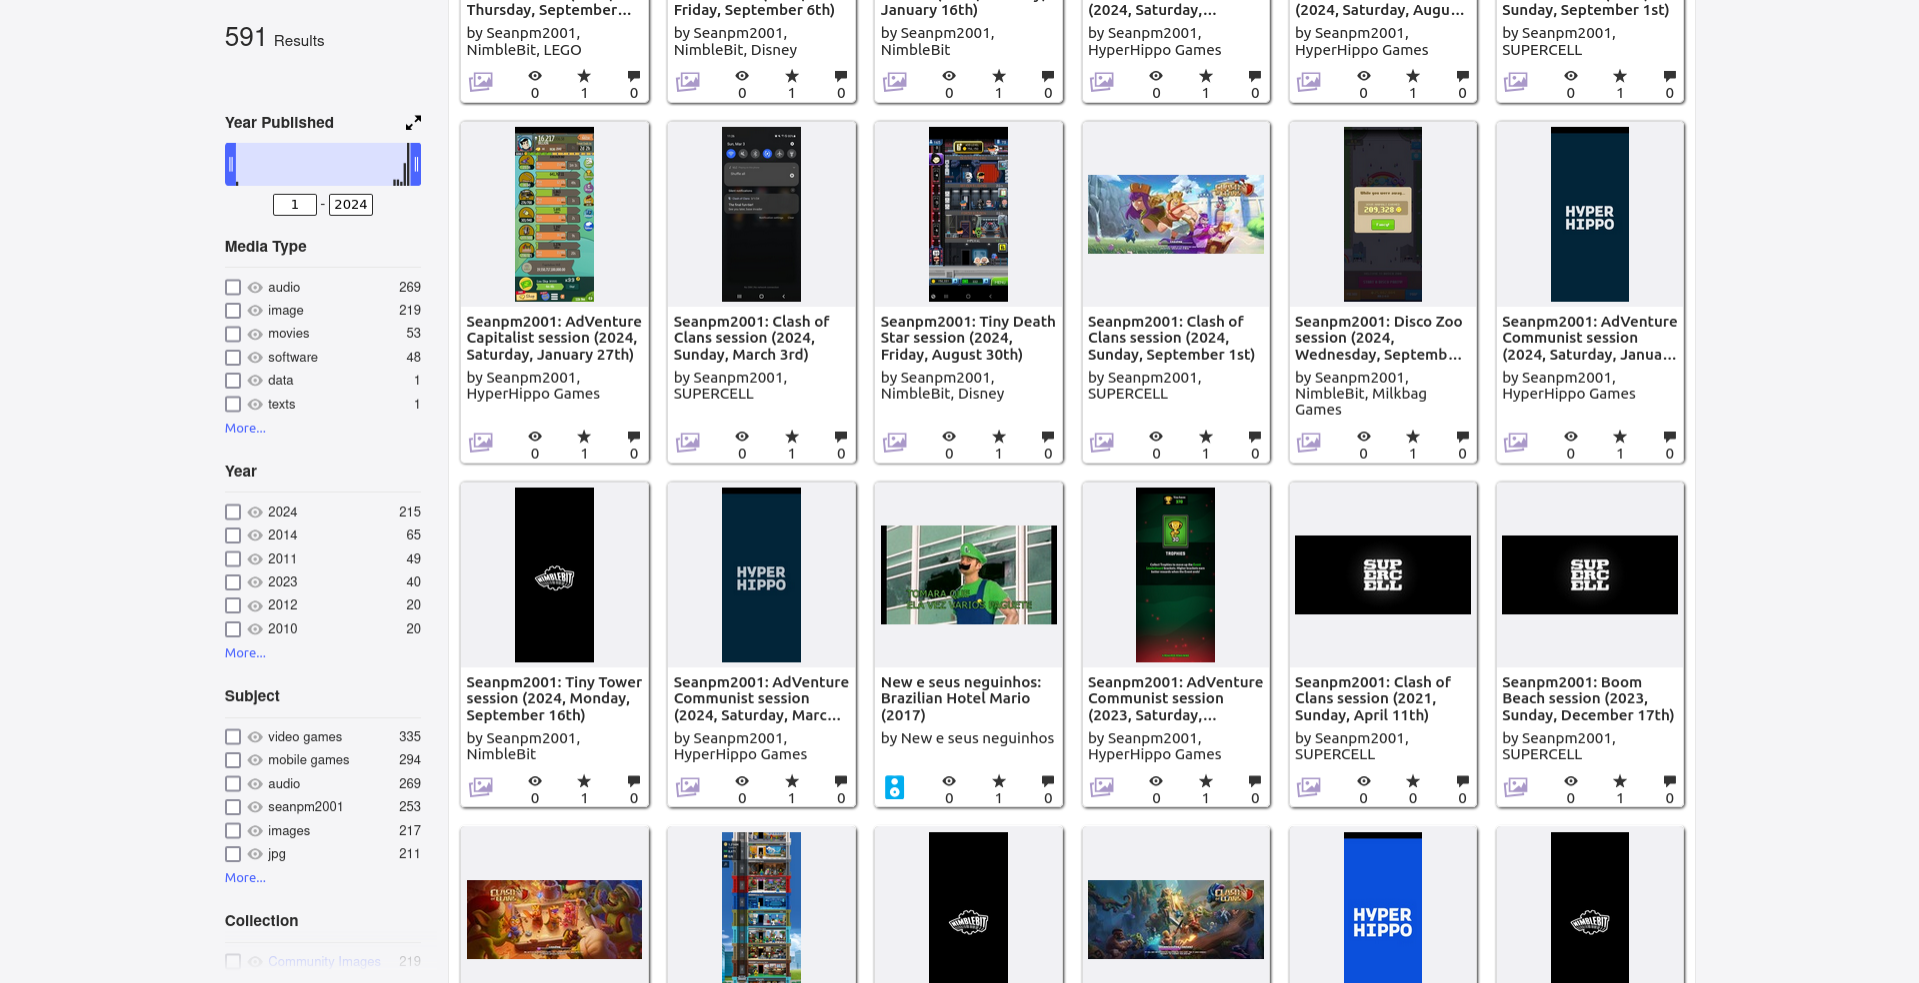 591 Results
Year Published
1 - 2024
Media Type
audio 269
image 219
movies 53
software 48
data 1
texts 1
More...
Year
2024 215
2014 65
2011 49
2023 40
2012 20
2010 20
More...
Subject
video games 335
mobile games 294
audio 269
seanpm2001 253
images 217
jpg 211
More...
Collection
Community Images 219
Thursday, September...
by Seanpm2001,
NimbleBit, LEGO
0 1 0
Friday, September 6th)
by Seanpm2001,
NimbleBit, Disney
0 1 0
January 16th)
by Seanpm2001,
NimbleBit
0 1 0
(2024, Saturday,...
by Seanpm2001,
HyperHippo Games
0 1 0
(2024, Saturday, Augu...
by Seanpm2001,
HyperHippo Games
0 1 0
Sunday, September 1st)
by Seanpm2001,
SUPERCELL
0 1 0
Seanpm2001: AdVenture
Capitalist session (2024,
Saturday, January 27th)
by Seanpm2001,
HyperHippo Games
0 1 0
Seanpm2001: Clash of
Clans session (2024,
Sunday, March 3rd)
by Seanpm2001,
SUPERCELL
0 1 0
Seanpm2001: Tiny Death
Star session (2024,
Friday, August 30th)
by Seanpm2001,
NimbleBit, Disney
0 1 0
Seanpm2001: Clash of
Clans session (2024,
Sunday, September 1st)
by Seanpm2001,
SUPERCELL
0 1 0
209,328
Seanpm2001: Disco Zoo
session (2024,
Wednesday, Septemb...
by Seanpm2001,
NimbleBit, Milkbag
Games
0 1 0
HYPER
HIPPO
Seanpm2001: AdVenture
Communist session
(2024, Saturday, Janua...
by Seanpm2001,
HyperHippo Games
0 1 0
NIMBLEBIT
Seanpm2001: Tiny Tower
session (2024, Monday,
September 16th)
by Seanpm2001,
NimbleBit
0 1 0
HYPER
HIPPO
Seanpm2001: AdVenture
Communist session
(2024, Saturday, Marc...
by Seanpm2001,
HyperHippo Games
0 1 0
TOMARA QUE
ELA VEZ VARIOS PAGUETE
New e seus neguinhos:
Brazilian Hotel Mario
(2017)
by New e seus neguinhos
0 1 0
TROPHIES
Seanpm2001: AdVenture
Communist session
(2023, Saturday,...
by Seanpm2001,
HyperHippo Games
0 1 0
SUP
ERC
ELL
Seanpm2001: Clash of
Clans session (2021,
Sunday, April 11th)
by Seanpm2001,
SUPERCELL
0 0 0
SUP
ERC
ELL
Seanpm2001: Boom
Beach session (2023,
Sunday, December 17th)
by Seanpm2001,
SUPERCELL
0 1 0
NIMBLEBIT
HYPER
HIPPO
NIMBLEBIT